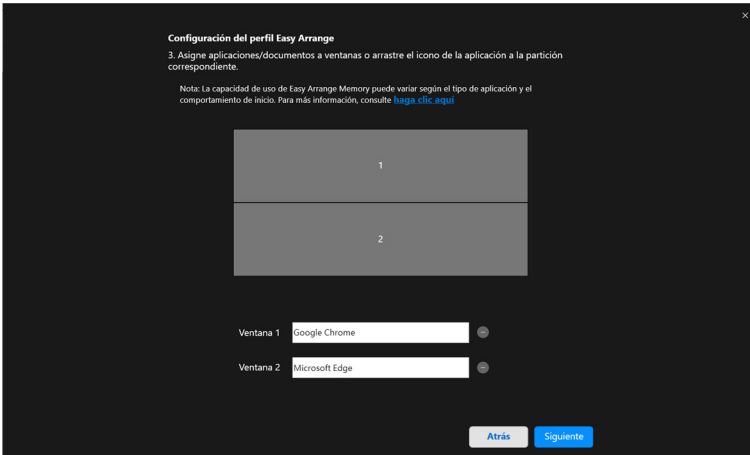 Configuración del perfil Easy Arrange
3. Asigne aplicaciones/documentos a ventanas o arrastre el icono de la aplicación a la partición
correspondiente.
Nota: La capacidad de uso de Easy Arrange Memory puede variar según el tipo de aplicación y el
comportamiento de inicio. Para más información, consulte haga clic aquí
1
2
Ventana 1 Google Chrome
Ventana 2 Microsoft Edge
Atrás Siguiente